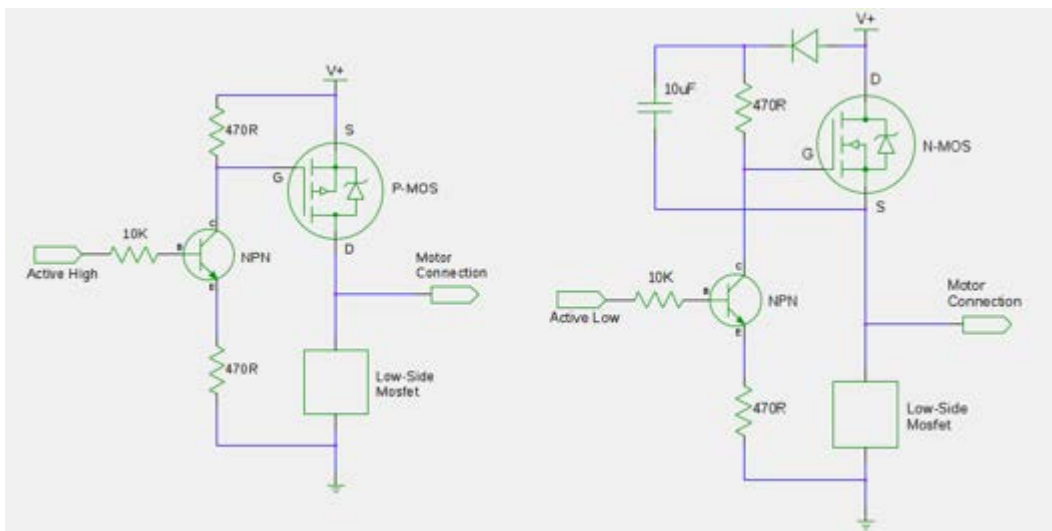 V+
470R
S
G
P-MOS
D
10K
C
B
NPN
E
Active High
Motor
Connection
470R
Low-Side
Mosfet
V+
D
10uF
470R
G
N-MOS
S
10K
C
B
NPN
E
Active Low
Motor
Connection
470R
Low-Side
Mosfet